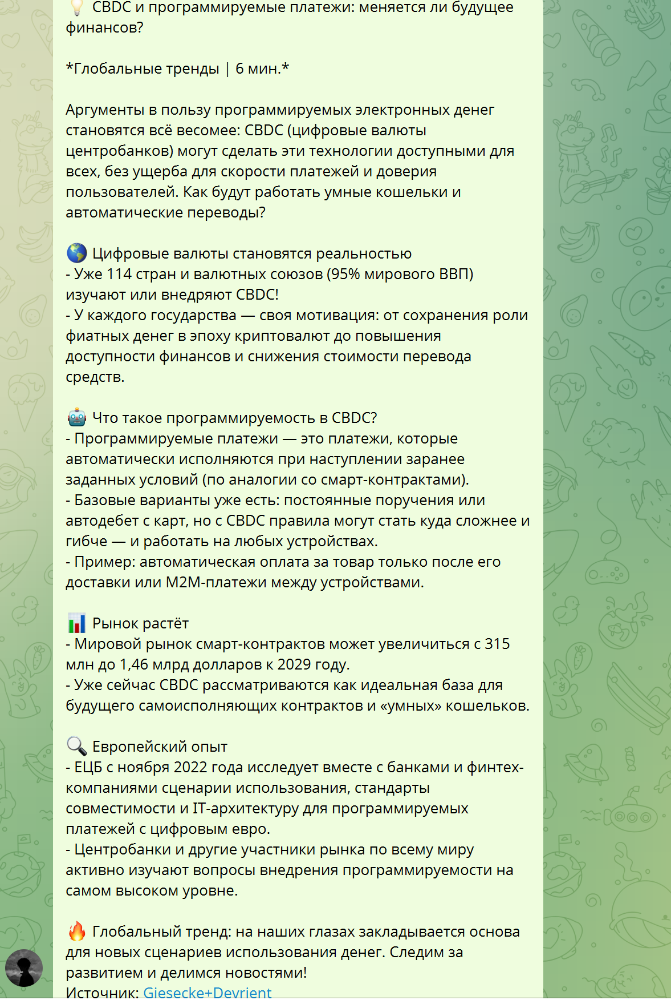 💡 CBDC и программируемые платежи: меняется ли будущее
финансов?
*Глобальные тренды | 6 мин.*
Аргументы в пользу программируемых электронных денег
становятся всё весомее: CBDC (цифровые валюты
центробанков) могут сделать эти технологии доступными для
всех, без ущерба для скорости платежей и доверия
пользователей. Как будут работать умные кошельки и
автоматические переводы?
🌎 Цифровые валюты становятся реальностью
- Уже 114 стран и валютных союзов (95% мирового ВВП)
изучают или внедряют CBDC!
- У каждого государства — своя мотивация: от сохранения роли
фиатных денег в эпоху криптовалют до повышения
доступности финансов и снижения стоимости перевода
средств.
🤖 Что такое программируемость в CBDC?
- Программируемые платежи — это платежи, которые
автоматически исполняются при наступлении заранее
заданных условий (по аналогии со смарт-контрактами).
- Базовые варианты уже есть: постоянные поручения или
автодебет с карт, но с CBDC правила могут стать куда сложнее и
гибче — и работать на любых устройствах.
- Пример: автоматическая оплата за товар только после его
доставки или M2M-платежи между устройствами.
📊 Рынок растёт
- Мировой рынок смарт-контрактов может увеличиться с 315
млн до 1,46 млрд долларов к 2029 году.
- Уже сейчас CBDC рассматриваются как идеальная база для
будущего самоисполняющих контрактов и «умных» кошельков.
🔍 Европейский опыт
- ЕЦБ с ноября 2022 года исследует вместе с банками и финтех-
компаниями сценарии использования, стандарты
совместимости и IT-архитектуру для программируемых
платежей с цифровым евро.
- Центробанки и другие участники рынка по всему миру
активно изучают вопросы внедрения программируемости на
самом высоком уровне.
🔥 Глобальный тренд: на наших глазах закладывается основа
для новых сценариев использования денег. Следим за
развитием и делимся новостями!
Источник: Giesecke+Devrient